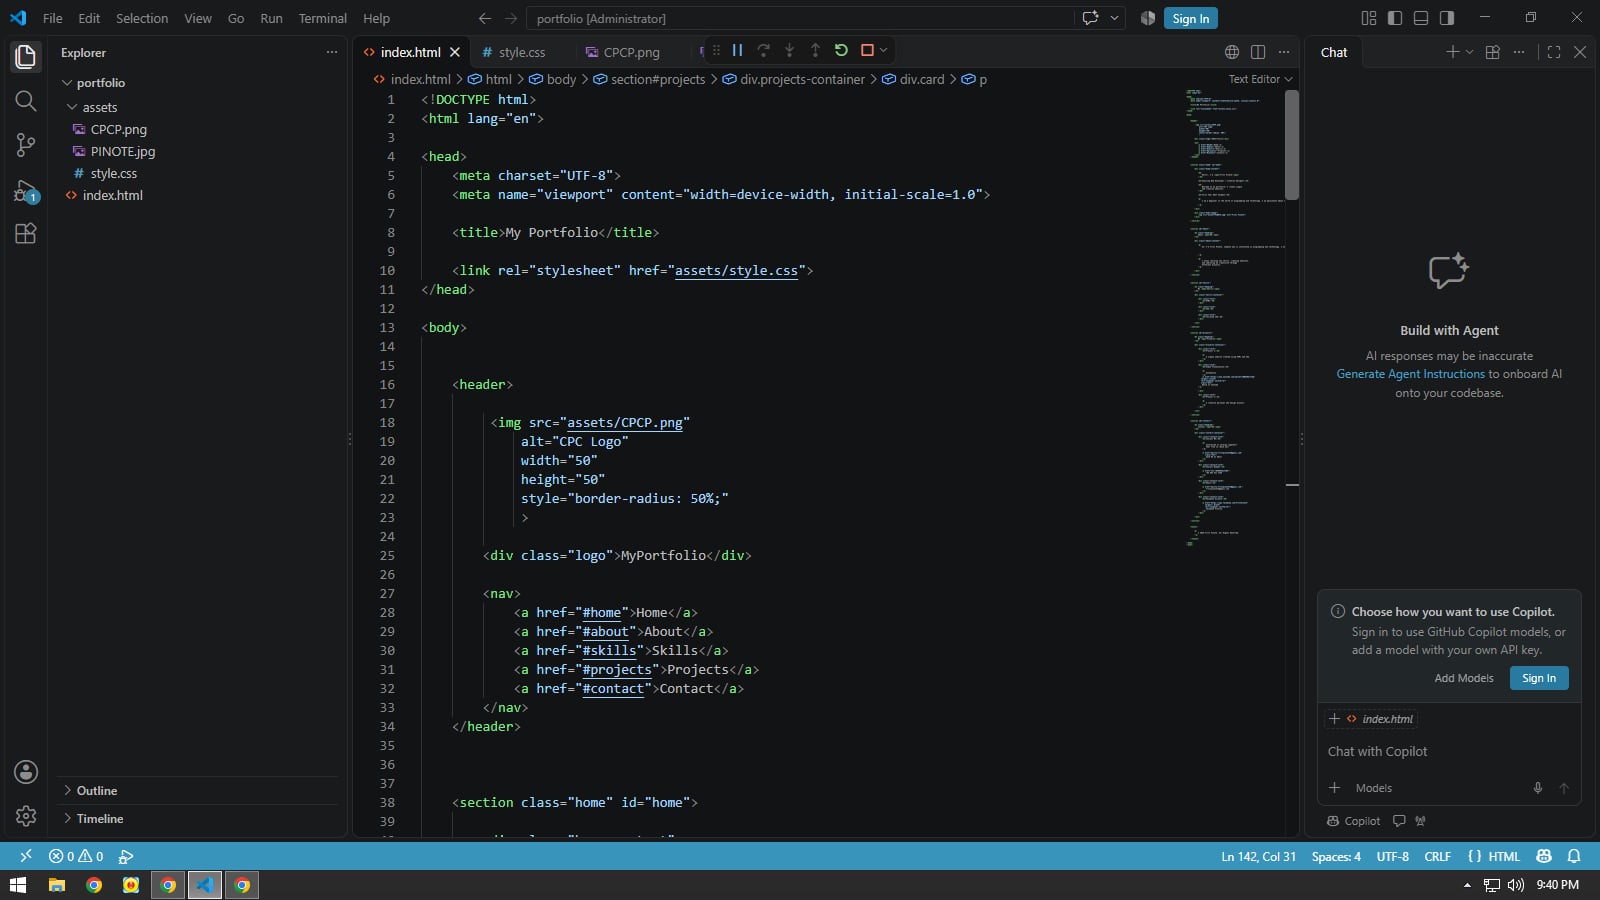 File Edit Selection View Go Run Terminal Help
portfolio [Administrator]
Sign In
Explorer
portfolio
assets
CPCP.png
PINOTE.jpg
style.css
index.html
1
Outline
Timeline
index.html
style.css
CPCP.png
index.html > html > body > section#projects > div.projects-container > div.card > p
Text Editor
1 <!DOCTYPE html>
2 <html lang="en">
3
4 <head>
5 <meta charset="UTF-8">
6 <meta name="viewport" content="width=device-width, initial-scale=1.0">
7
8 <title>My Portfolio</title>
9
10 <link rel="stylesheet" href="assets/style.css">
11 </head>
12
13 <body>
14
15
16 <header>
17
18 <img src="assets/CPCP.png"
19 alt="CPC Logo"
20 width="50"
21 height="50"
22 style="border-radius: 50%;"
23 >
24
25 <div class="logo">MyPortfolio</div>
26
27 <nav>
28 <a href="#home">Home</a>
29 <a href="#about">About</a>
30 <a href="#skills">Skills</a>
31 <a href="#projects">Projects</a>
32 <a href="#contact">Contact</a>
33 </nav>
34 </header>
35
36
37
38 <section class="home" id="home">
39
Chat
Build with Agent
AI responses may be inaccurate
Generate Agent Instructions to onboard AI
onto your codebase.
Choose how you want to use Copilot.
Sign in to use GitHub Copilot models, or
add a model with your own API key.
Add Models
Sign In
index.html
Chat with Copilot
Models
Copilot
0 0
Ln 142, Col 31 Spaces: 4 UTF-8 CRLF { } HTML
9:40 PM